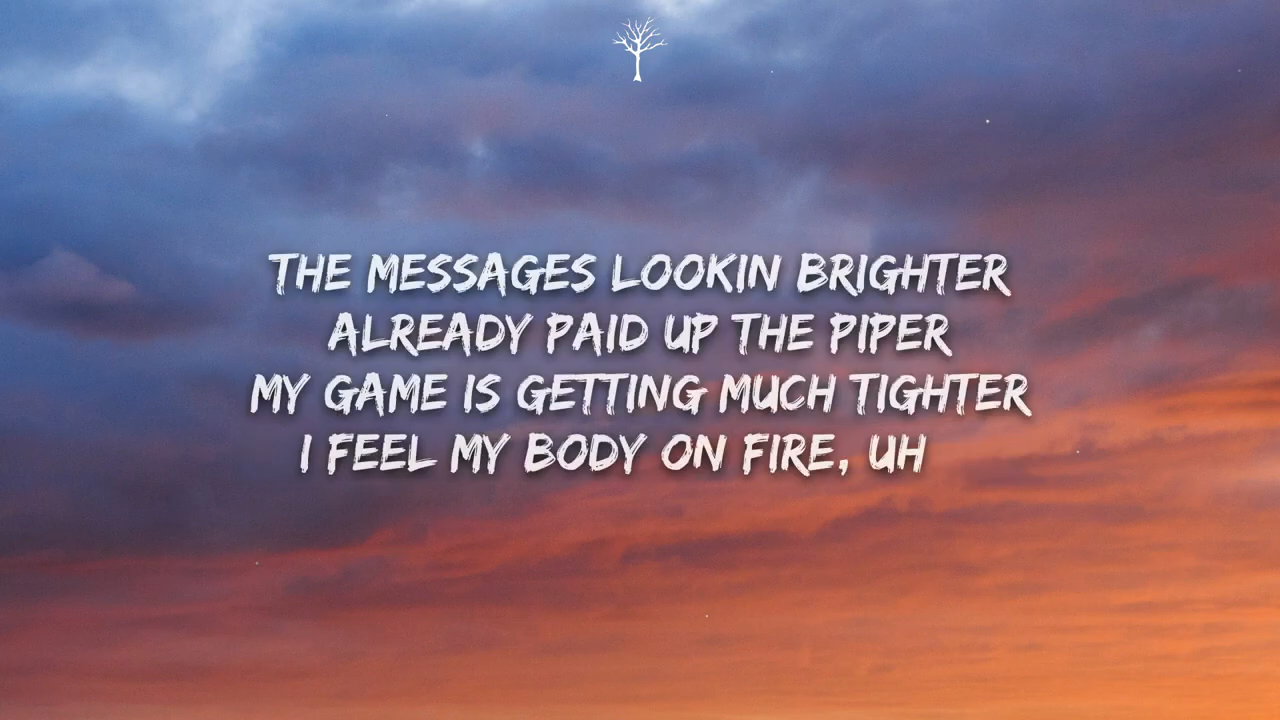 THE MESSAGES LOOKIN BRIGHTER
ALREADY PAID UP THE PIPER
MY GAME IS GETTING MUCH TIGHTER
I FEEL MY BODY ON FIRE, UH